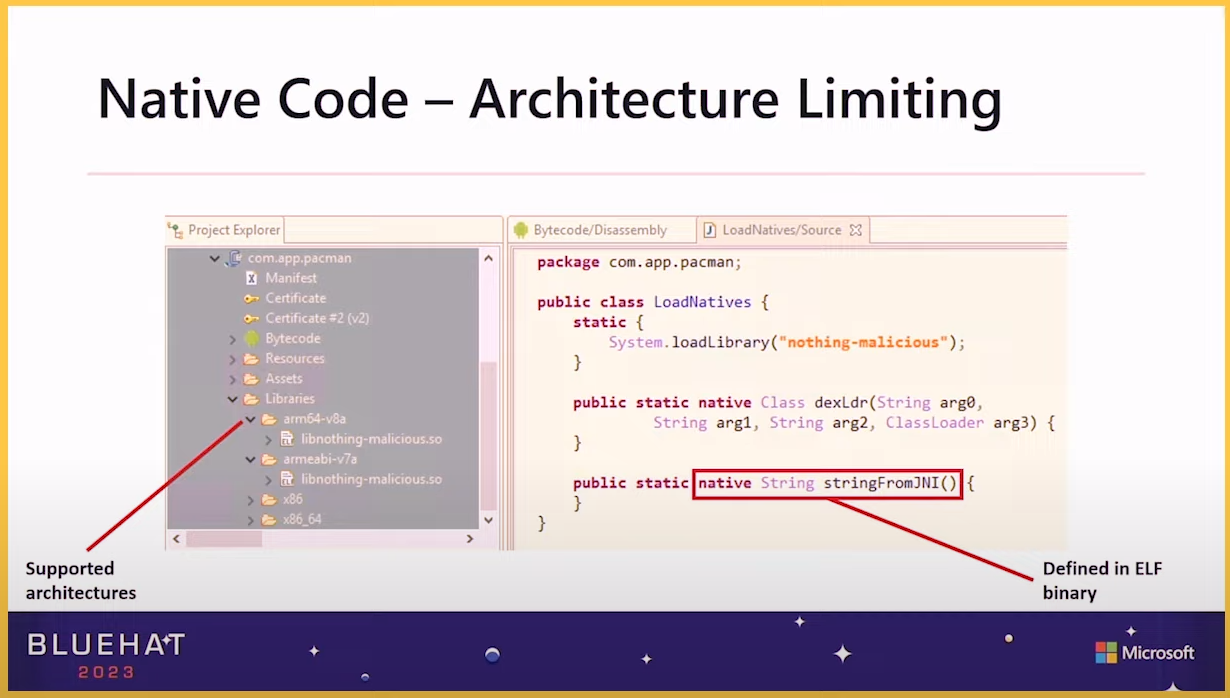 Native Code – Architecture Limiting
Project Explorer
com.app.pacman
Manifest
Certificate
Certificate #2 (v2)
Bytecode
Resources
Assets
Libraries
arm64-v8a
libnothing-malicious.so
armeabi-v7a
libnothing-malicious.so
x86
x86_64
Bytecode/Disassembly
LoadNatives/Source
package com.app.pacman;
public class LoadNatives {
static {
System.loadLibrary("nothing-malicious");
}
public static native Class dexLdr(String arg0,
String arg1, String arg2, ClassLoader arg3) {
}
public static native String stringFromJNI() {
}
}
Supported
architectures
Defined in ELF
binary
BLUEHAT
2023
Microsoft